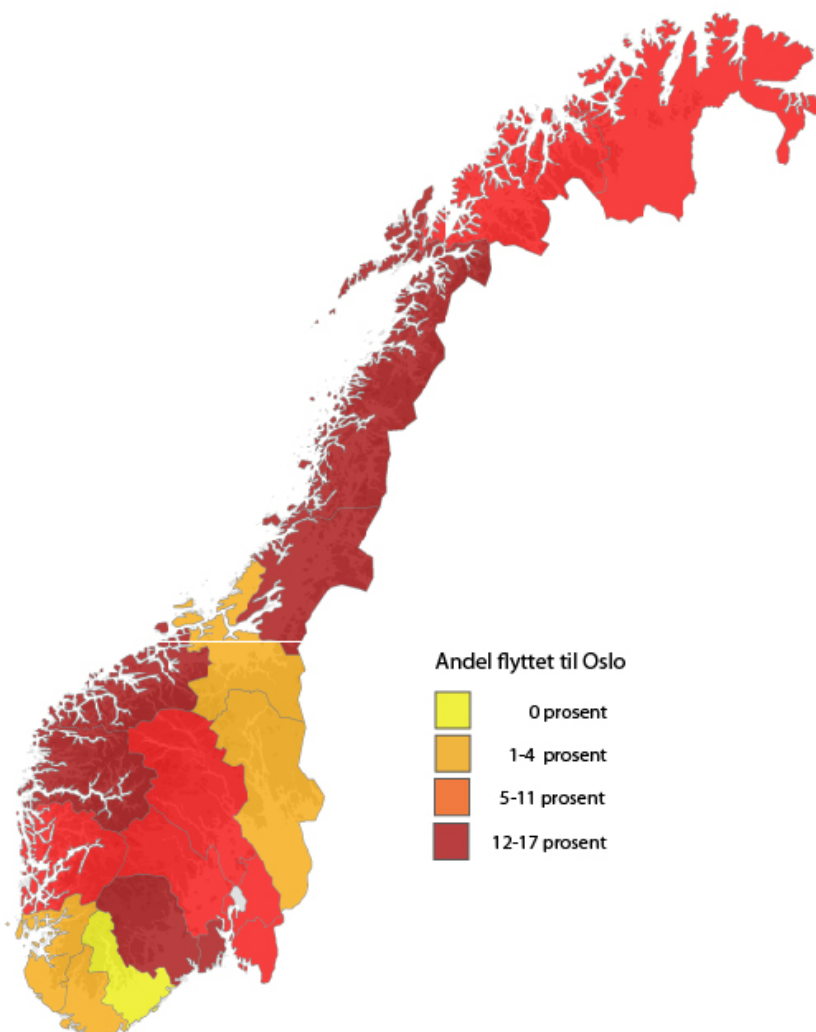 Andel flyttet til Oslo
0 prosent
1-4 prosent
5-11 prosent
12-17 prosent